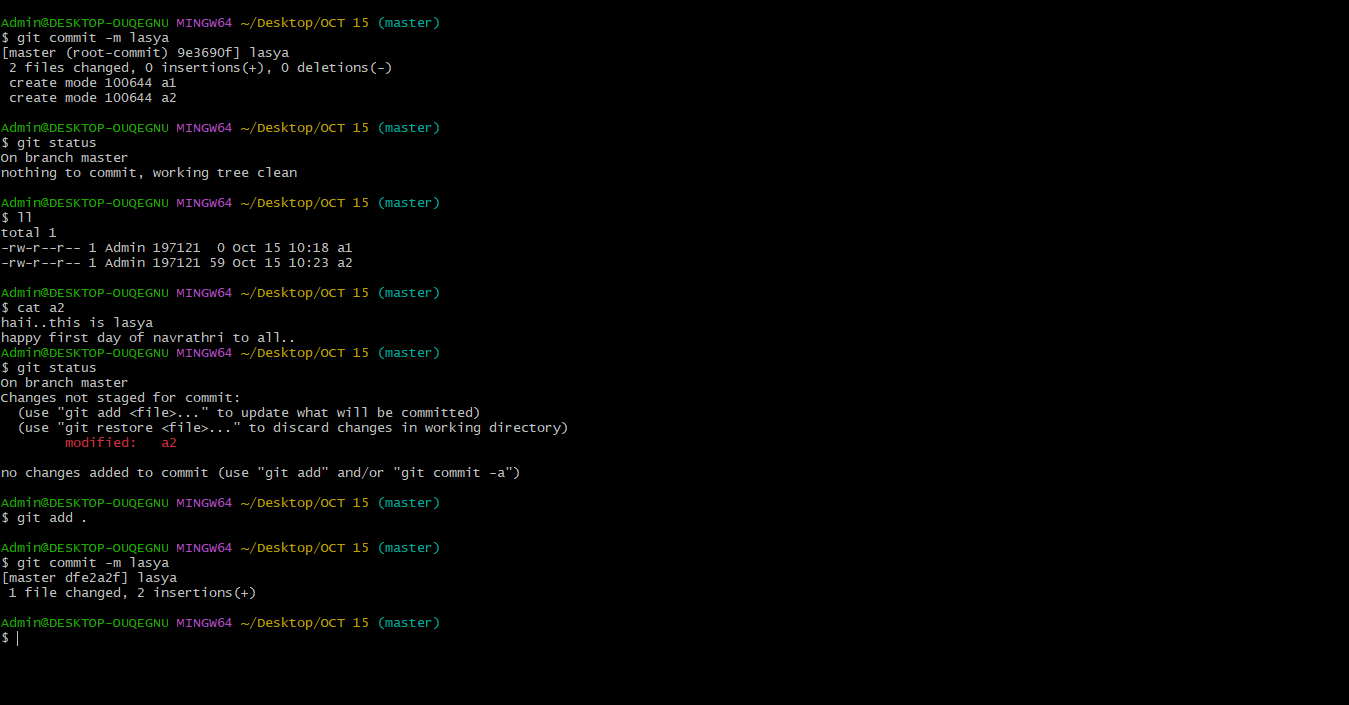 Admin@DESKTOP-OUQEGNU MINGW64 ~/Desktop/OCT 15 (master)
$ git commit -m lasya
[master (root-commit) 9e3690f] lasya
 2 files changed, 0 insertions(+), 0 deletions(-)
 create mode 100644 a1
 create mode 100644 a2

Admin@DESKTOP-OUQEGNU MINGW64 ~/Desktop/OCT 15 (master)
$ git status
On branch master
nothing to commit, working tree clean

Admin@DESKTOP-OUQEGNU MINGW64 ~/Desktop/OCT 15 (master)
$ ll
total 1
-rw-r--r-- 1 Admin 197121  0 Oct 15 10:18 a1
-rw-r--r-- 1 Admin 197121 59 Oct 15 10:23 a2

Admin@DESKTOP-OUQEGNU MINGW64 ~/Desktop/OCT 15 (master)
$ cat a2
haii..this is lasya
happy first day of navrathri to all..
Admin@DESKTOP-OUQEGNU MINGW64 ~/Desktop/OCT 15 (master)
$ git status
On branch master
Changes not staged for commit:
  (use "git add <file>..." to update what will be committed)
  (use "git restore <file>..." to discard changes in working directory)
        modified:   a2

no changes added to commit (use "git add" and/or "git commit -a")

Admin@DESKTOP-OUQEGNU MINGW64 ~/Desktop/OCT 15 (master)
$ git add .

Admin@DESKTOP-OUQEGNU MINGW64 ~/Desktop/OCT 15 (master)
$ git commit -m lasya
[master dfe2a2f] lasya
 1 file changed, 2 insertions(+)

Admin@DESKTOP-OUQEGNU MINGW64 ~/Desktop/OCT 15 (master)
$